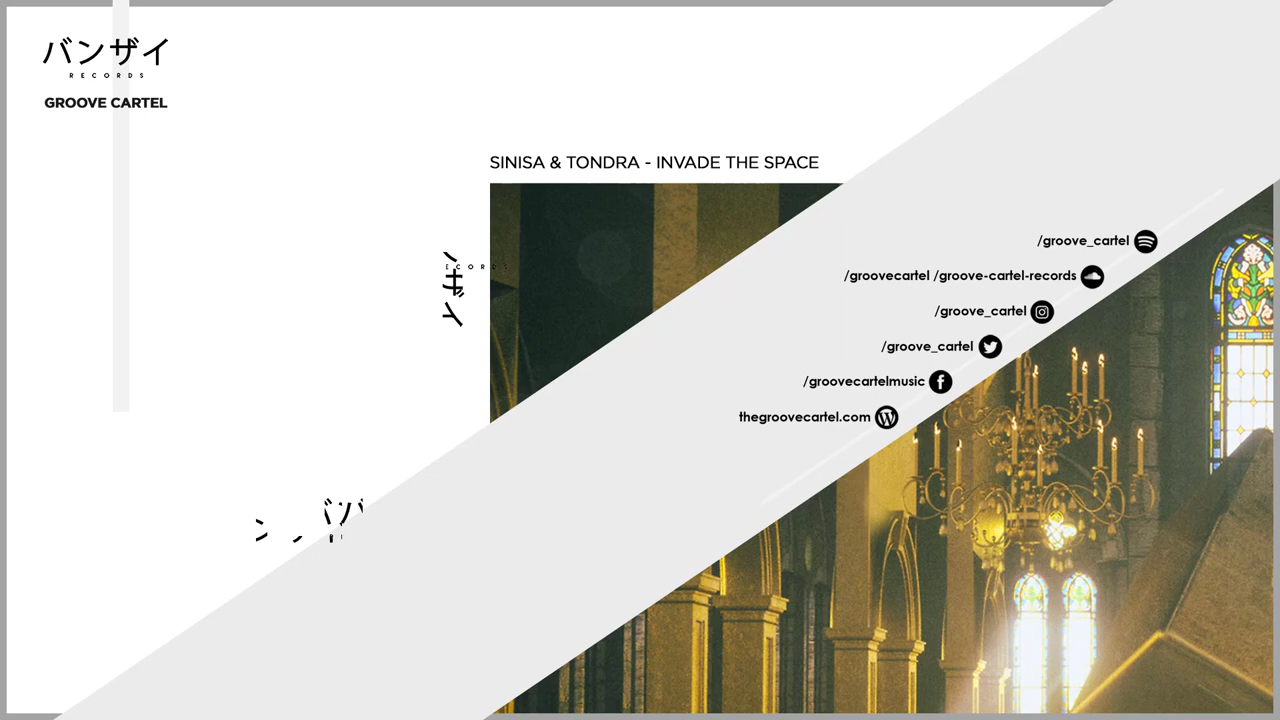 バンザイ
RECORDS
GROOVE CARTEL
SINISA & TONDRA - INVADE THE SPACE
/groove_cartel
/groovecartel /groove-cartel-records
/groove_cartel
/groove_cartel
/groovecartelmusic
thegroovecartel.com